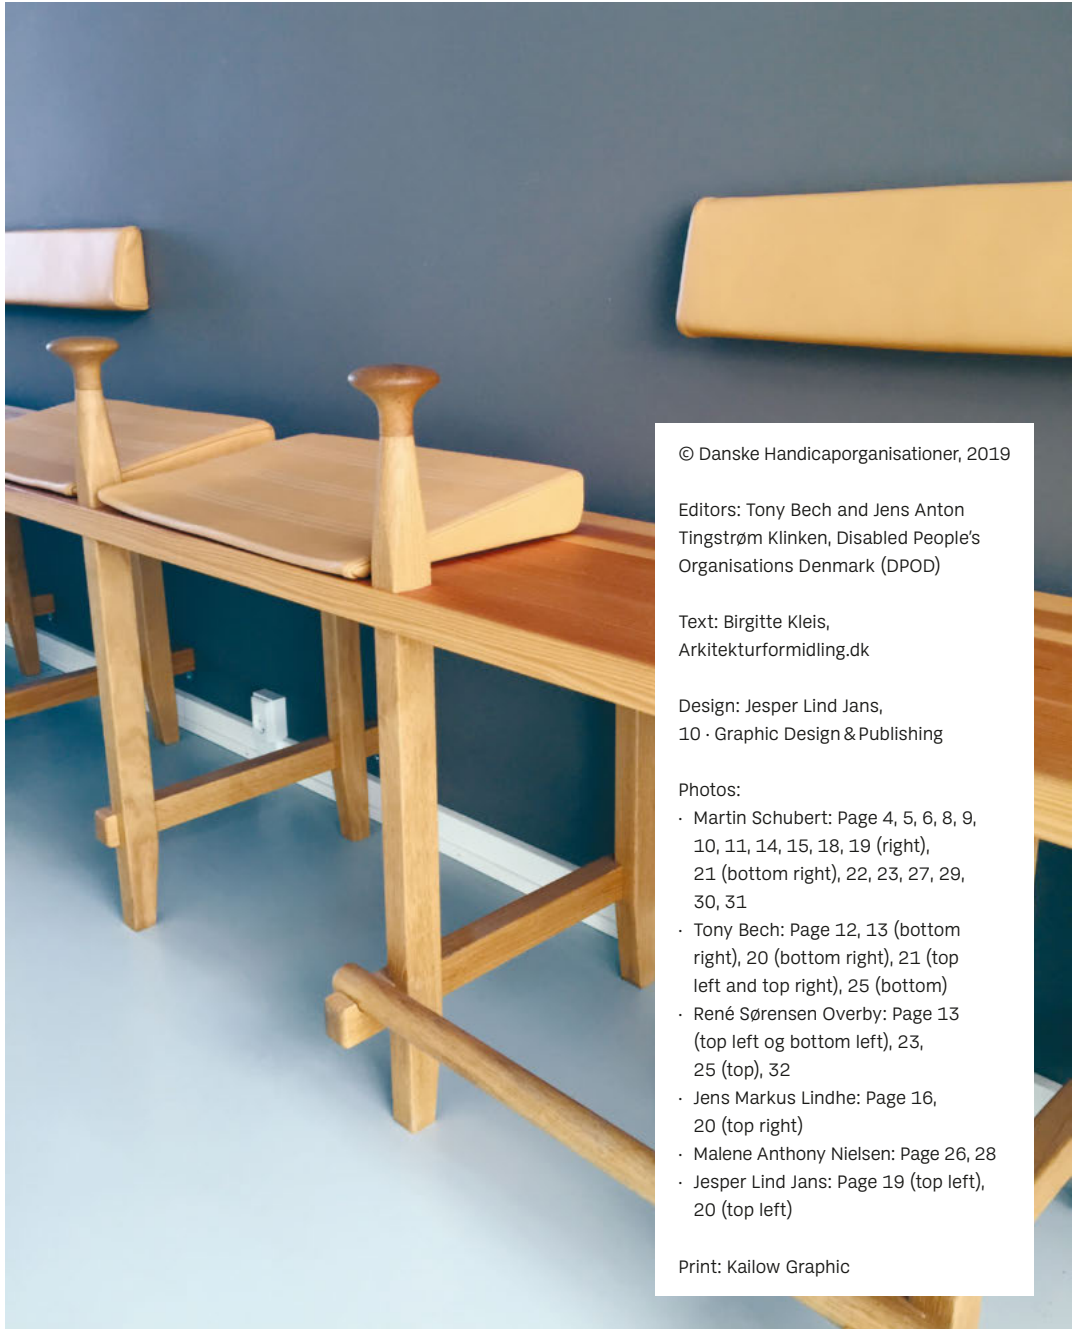 © Danske Handicaporganisationer, 2019
Editors: Tony Bech and Jens Anton
Tingstrøm Klinken, Disabled People‘s
Organisations Denmark (DPOD)
Text: Birgitte Kleis,
Arkitekturformidling.dk
Design: Jesper Lind Jans,
10 · Graphic Design & Publishing
Photos:
· Martin Schubert: Page 4, 5, 6, 8, 9,
10, 11, 14, 15, 18, 19 (right),
21 (bottom right), 22, 23, 27, 29,
30, 31
· Tony Bech: Page 12, 13 (bottom
right), 20 (bottom right), 21 (top
left and top right), 25 (bottom)
· René Sørensen Overby: Page 13
(top left og bottom left), 23,
25 (top), 32
· Jens Markus Lindhe: Page 16,
20 (top right)
· Malene Anthony Nielsen: Page 26, 28
· Jesper Lind Jans: Page 19 (top left),
20 (top left)
Print: Kailow Graphic